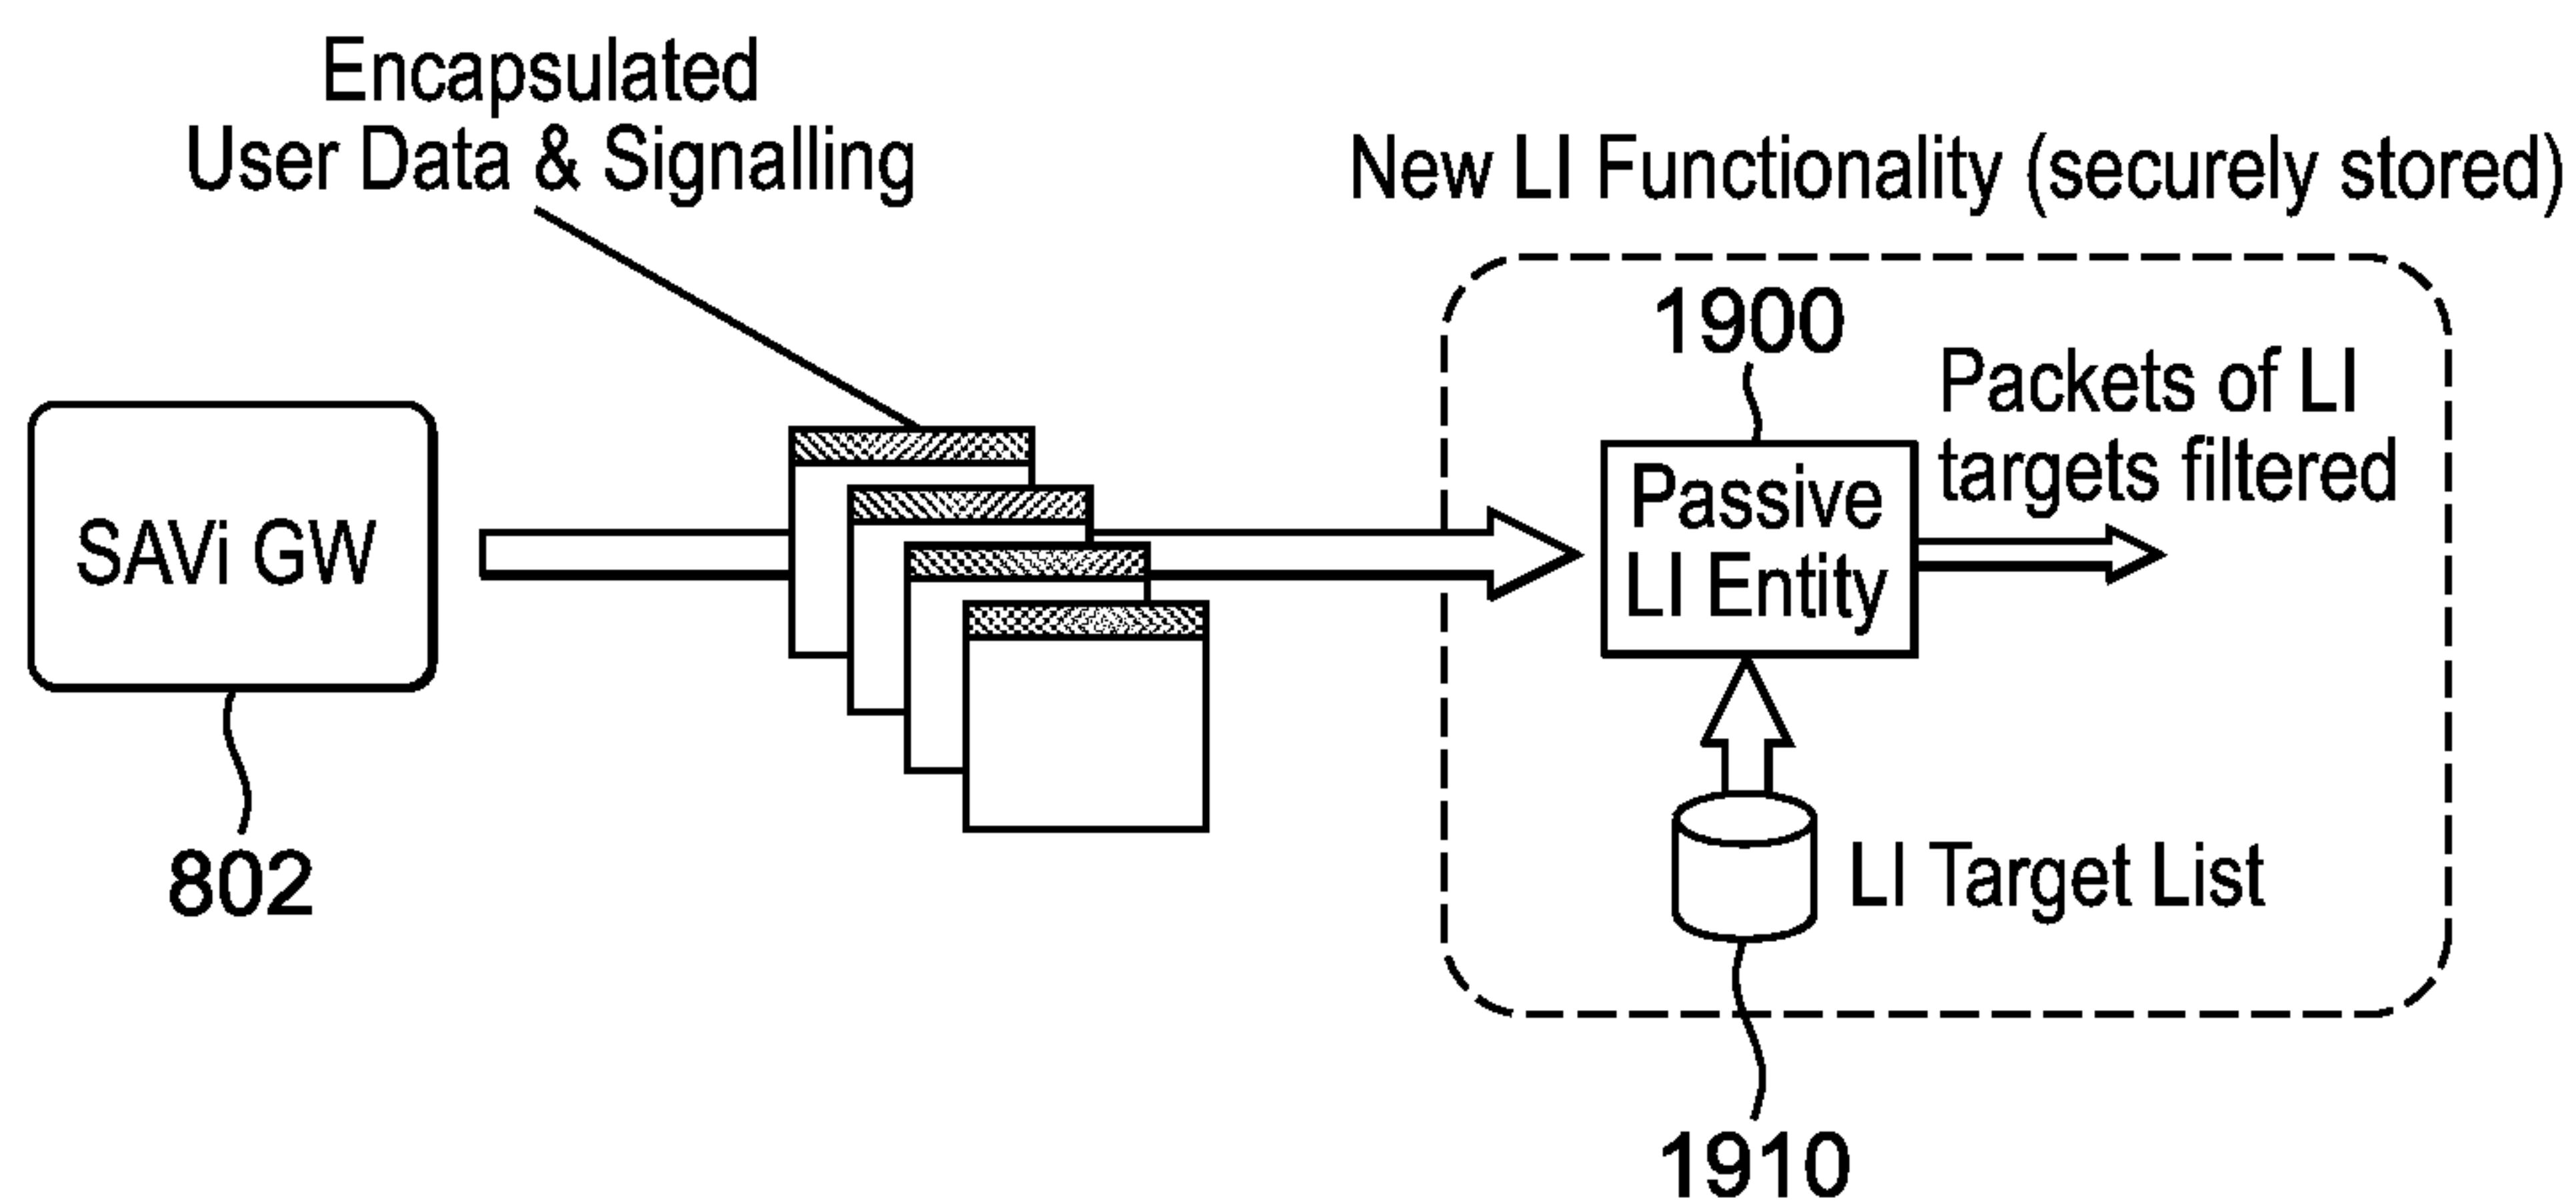 Encapsulated
User Data & Signalling
New LI Functionality (securely stored)
1900
Packets of LI
targets filtered
SAVi GW
Passive
LI Entity
802
LI Target List
1910